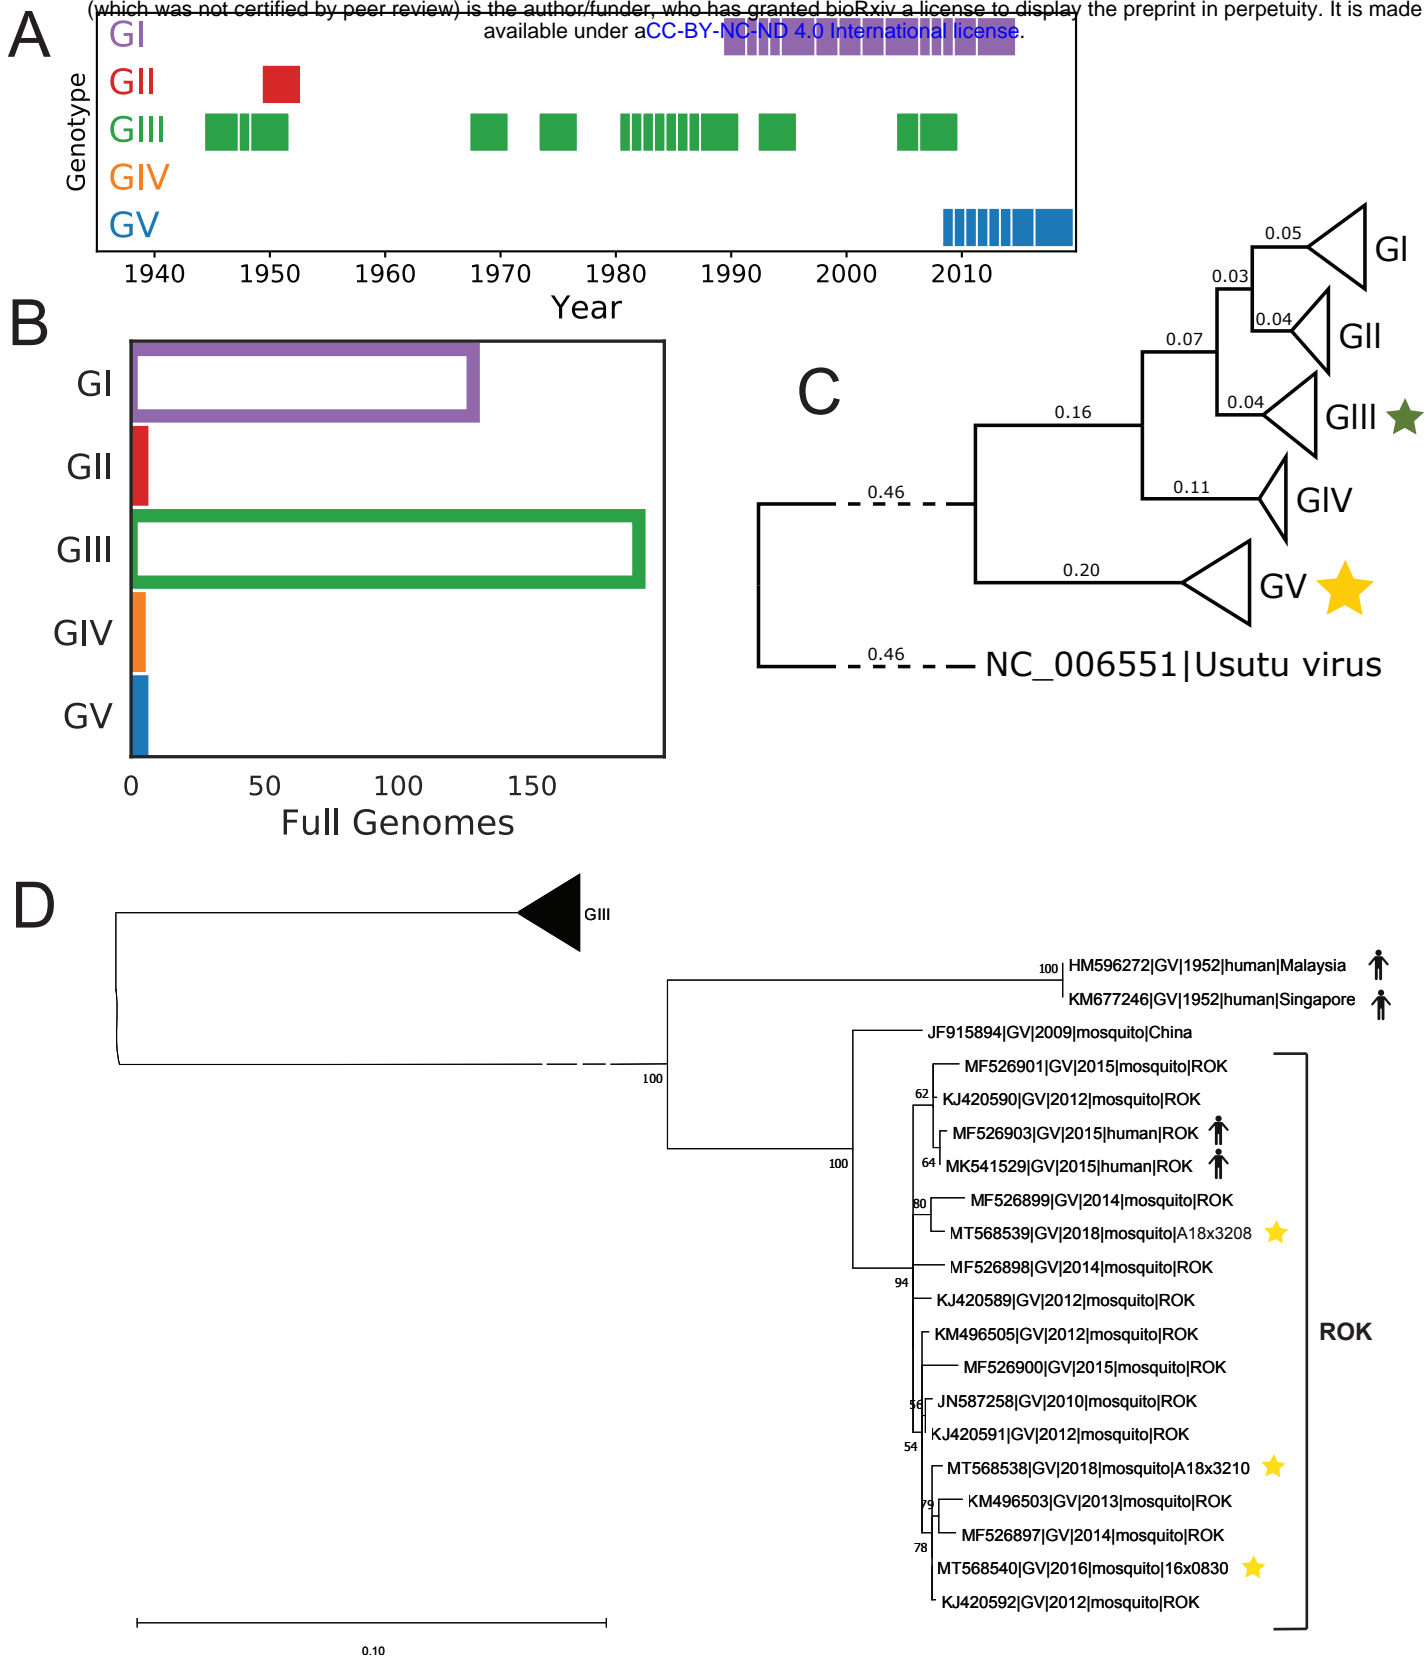 (which was not certified by peer review) is the author/funder, who has granted bioRxiv a license to display the preprint in perpetuity. It is made
available under aCC-BY-NC-ND 4.0 International license.
A
Genotype
GI
GII
GIII
GIV
GV
1940 1950 1960 1970 1980 1990 2000 2010
Year
B
GI
GII
GIII
GIV
GV
0 50 100 150
Full Genomes
C
0.05
GI
0.03
0.04
GII
0.07
0.04
GIII
0.16
0.11
GIV
0.46
0.20
GV
0.46
NC_006551|Usutu virus
D
GIII
100
HM596272|GV|1952|human|Malaysia
KM677246|GV|1952|human|Singapore
JF915894|GV|2009|mosquito|China
100
MF526901|GV|2015|mosquito|ROK
62
KJ420590|GV|2012|mosquito|ROK
MF526903|GV|2015|human|ROK
100
64
MK541529|GV|2015|human|ROK
80
MF526899|GV|2014|mosquito|ROK
MT568539|GV|2018|mosquito|A18x3208
MF526898|GV|2014|mosquito|ROK
94
KJ420589|GV|2012|mosquito|ROK
KM496505|GV|2012|mosquito|ROK
ROK
MF526900|GV|2015|mosquito|ROK
56
JN587258|GV|2010|mosquito|ROK
KJ420591|GV|2012|mosquito|ROK
54
MT568538|GV|2018|mosquito|A18x3210
79
KM496503|GV|2013|mosquito|ROK
MF526897|GV|2014|mosquito|ROK
78
MT568540|GV|2016|mosquito|16x0830
KJ420592|GV|2012|mosquito|ROK
0.10